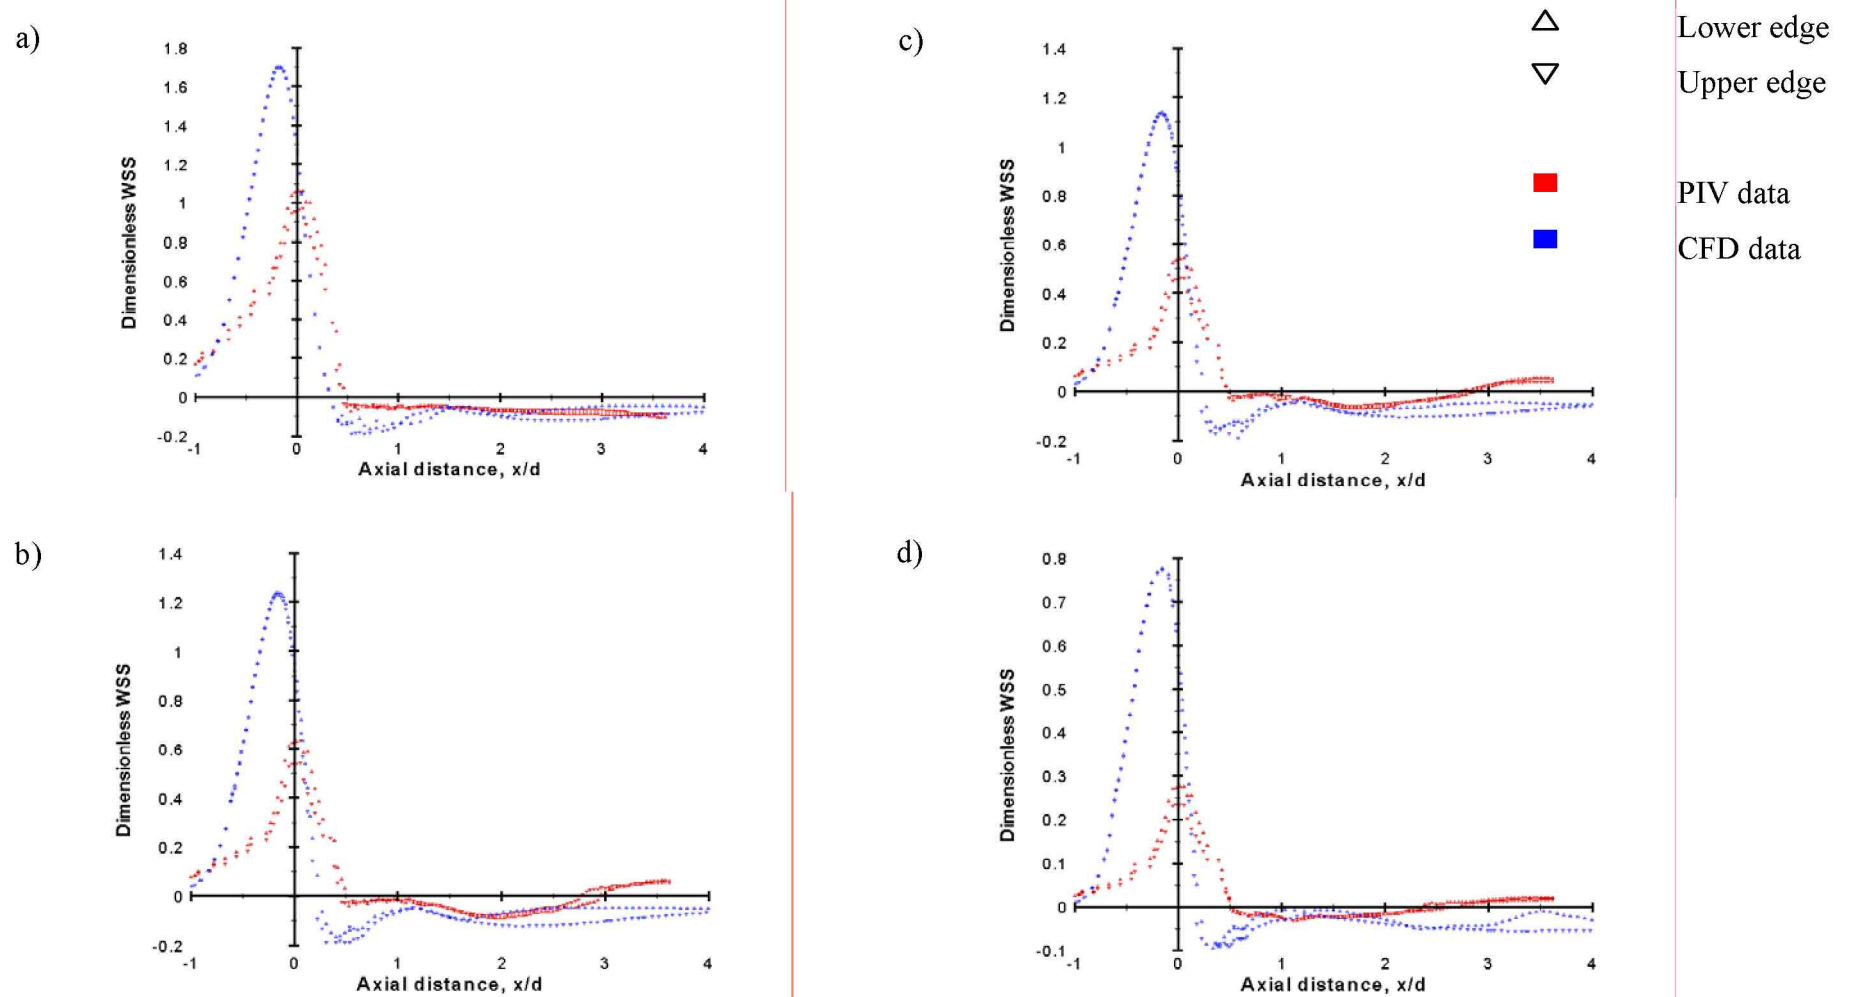 a)
1.8
1.6
1.4
1.2
1
0.8
0.6
0.4
0.2
0
-0.2
Dimensionless WSS
-1 0 1 2 3 4
Axial distance, x/d
c)
1.4
1.2
1
0.8
0.6
0.4
0.2
0
-0.2
Dimensionless WSS
-1 0 1 2 3 4
Axial distance, x/d
Lower edge
Upper edge
PIV data
CFD data
b)
1.4
1.2
1
0.8
0.6
0.4
0.2
0
-0.2
Dimensionless WSS
-1 0 1 2 3 4
Axial distance, x/d
d)
0.8
0.7
0.6
0.5
0.4
0.3
0.2
0.1
0
-0.1
Dimensionless WSS
-1 0 1 2 3 4
Axial distance, x/d